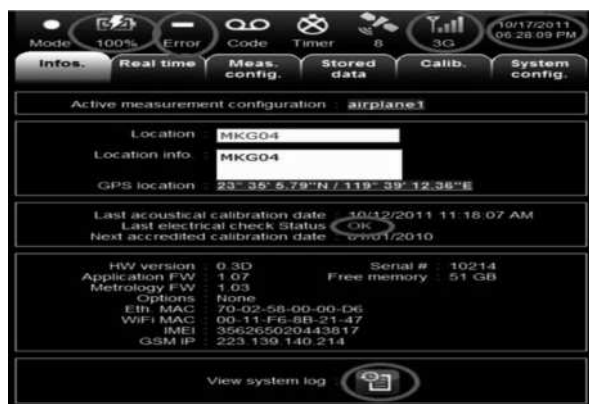 10/17/2011
06:28:09 PM
Mode 100% Error Code Timer 8 3G
Infos. Real time Meas. config. Stored data Calib. System config.
Active measurement configuration : airplane1
Location : MKG04
Location info. : MKG04
GPS location : 23° 35' 5.79"N / 119° 39' 12.36"E
Last acoustical calibration date : 10/12/2011 11:18:07 AM
Last electrical check Status : OK
Next accredited calibration date : 01/01/2010
HW version : 0.3D Serial # : 10214
Application FW : 1.07 Free memory : 51 GB
Metrology FW : 1.03
Options : None
Eth. MAC : 70-02-58-00-00-D6
WiFi MAC : 00-11-F6-8B-21-47
IMEI : 356265020443817
GSM IP : 223.139.140.214
View system log :